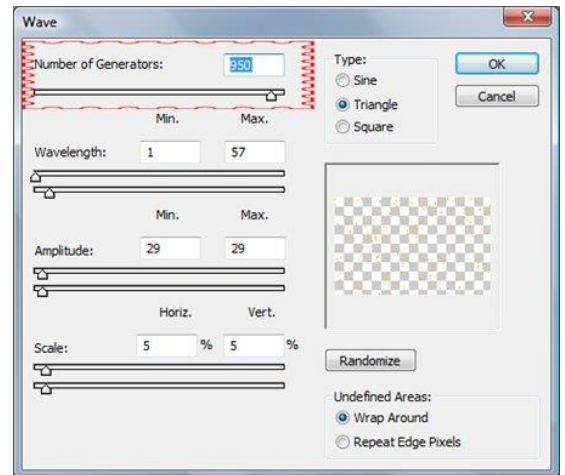 Wave
Number of Generators: 950
Min. Max.
Wavelength: 1 57
Min. Max.
Amplitude: 29 29
Horiz. Vert.
Scale: 5 % 5 %
Type:
Sine
Triangle
Square
OK
Cancel
Randomize
Undefined Areas:
Wrap Around
Repeat Edge Pixels